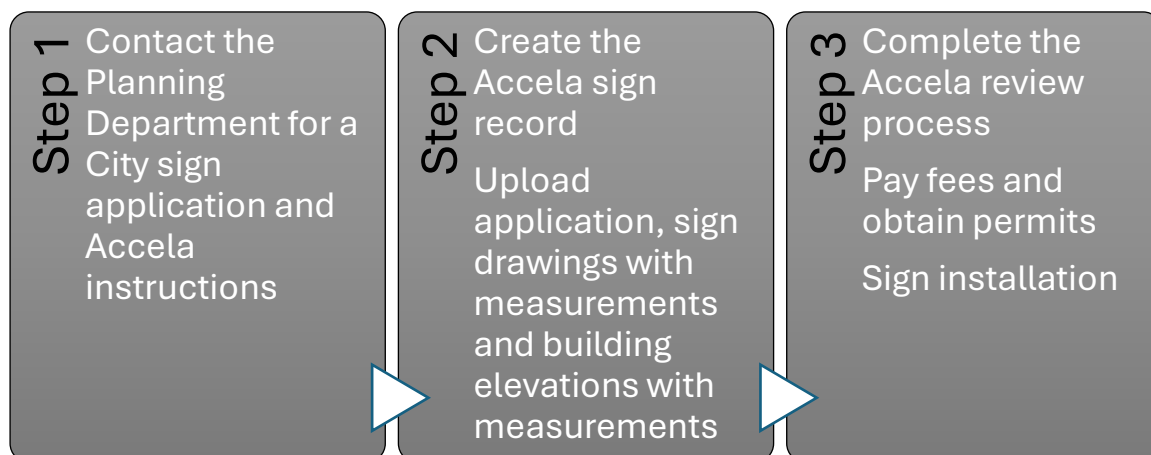 Step 1
Contact the
Planning
Department for a
City sign
application and
Accela
instructions
Step 2
Create the
Accela sign
record
Upload
application, sign
drawings with
measurements
and building
elevations with
measurements
Step 3
Complete the
Accela review
process
Pay fees and
obtain permits
Sign installation